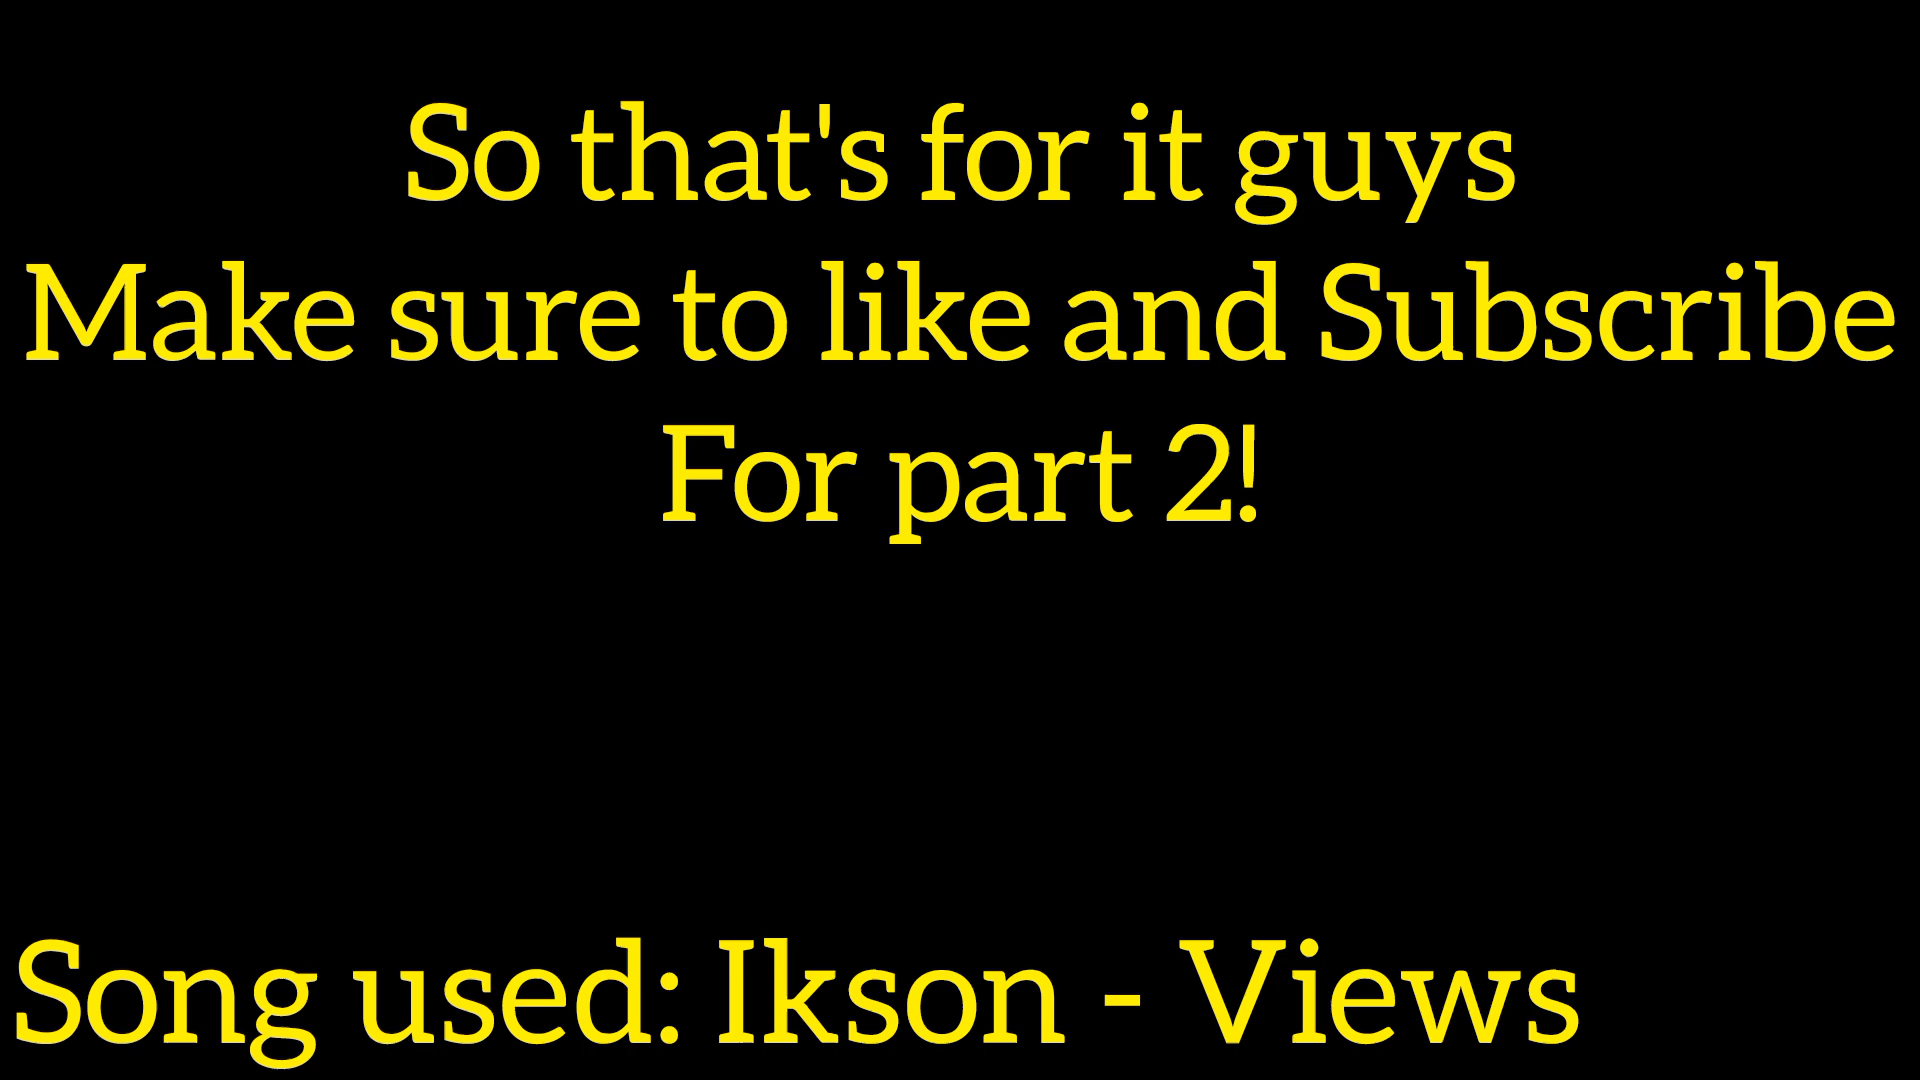 So that's for it guys
Make sure to like and Subscribe
For part 2!
Song used: Ikson - Views